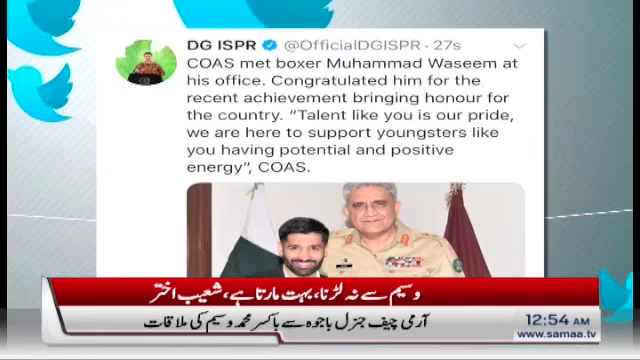 DG ISPR @OfficialDGISPR · 27s
COAS met boxer Muhammad Waseem at
his office. Congratulated him for the
recent achievement bringing honour for
the country. “Talent like you is our pride,
we are here to support youngsters like
you having potential and positive
energy”, COAS.
وسیم سے نہ لڑنا، بہت مارتا ہے، شعیب اختر
آرمی چیف جنرل باجوہ سے باکسر محمد وسیم کی ملاقات
12:54 AM
www.samaa.tv